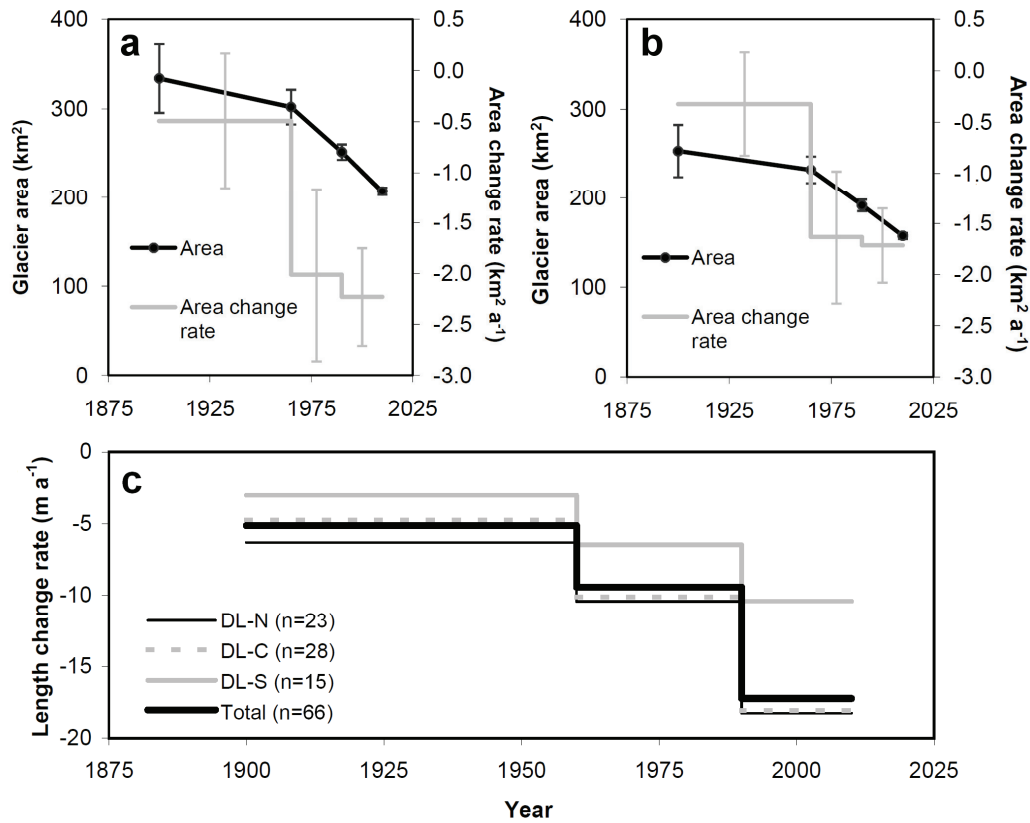 a
400
300
200
100
0
Glacier area (km²)
Area
Area change
rate
0.5
0.0
-0.5
-1.0
-1.5
-2.0
-2.5
-3.0
Area change rate (km² a⁻¹)
1875 1925 1975 2025
b
400
300
200
100
0
Glacier area (km²)
Area
Area change
rate
0.5
0.0
-0.5
-1.0
-1.5
-2.0
-2.5
-3.0
Area change rate (km² a⁻¹)
1875 1925 1975 2025
c
0
-5
-10
-15
-20
Length change rate (m a⁻¹)
DL-N (n=23)
DL-C (n=28)
DL-S (n=15)
Total (n=66)
1875 1900 1925 1950 1975 2000 2025
Year